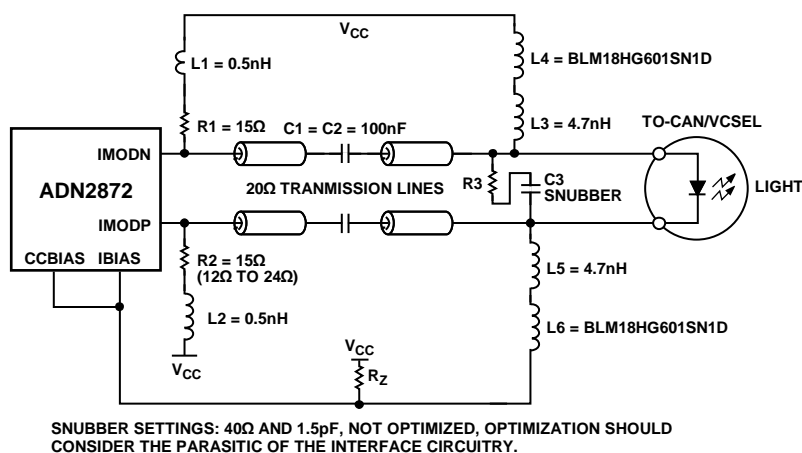 VCC
L1 = 0.5nH
L4 = BLM18HG601SN1D
R1 = 15Ω
C1 = C2 = 100nF
L3 = 4.7nH
TO-CAN/VCSEL
IMODN
ADN2872
20Ω TRANMISSION LINES
R3
C3
SNUBBER
LIGHT
IMODP
CCBIAS IBIAS
R2 = 15Ω
(12Ω TO 24Ω)
L5 = 4.7nH
L2 = 0.5nH
L6 = BLM18HG601SN1D
VCC
VCC
RZ
SNUBBER SETTINGS: 40Ω AND 1.5pF, NOT OPTIMIZED, OPTIMIZATION SHOULD
CONSIDER THE PARASITIC OF THE INTERFACE CIRCUITRY.